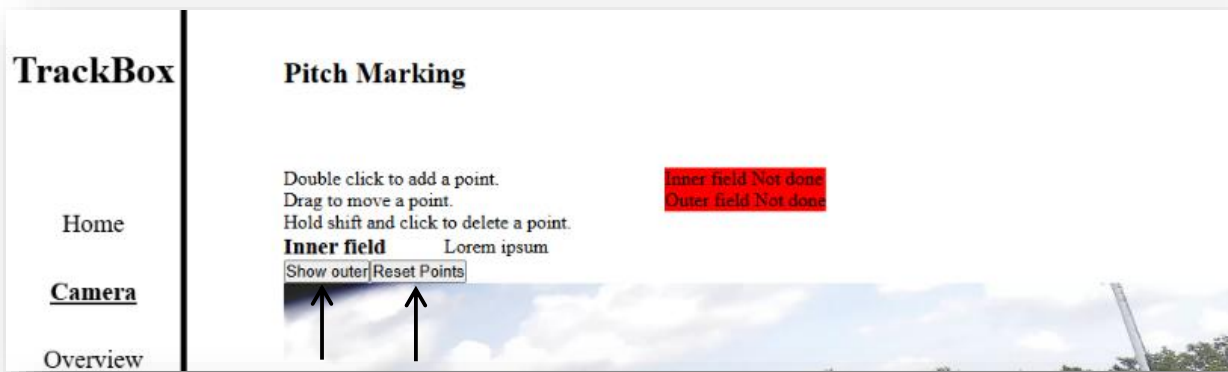 TrackBox
Home
Camera
Overview
Pitch Marking
Double click to add a point.
Drag to move a point.
Hold shift and click to delete a point.
Inner field Lorem ipsum
Show outer Reset Points
Inner field Not done
Outer field Not done